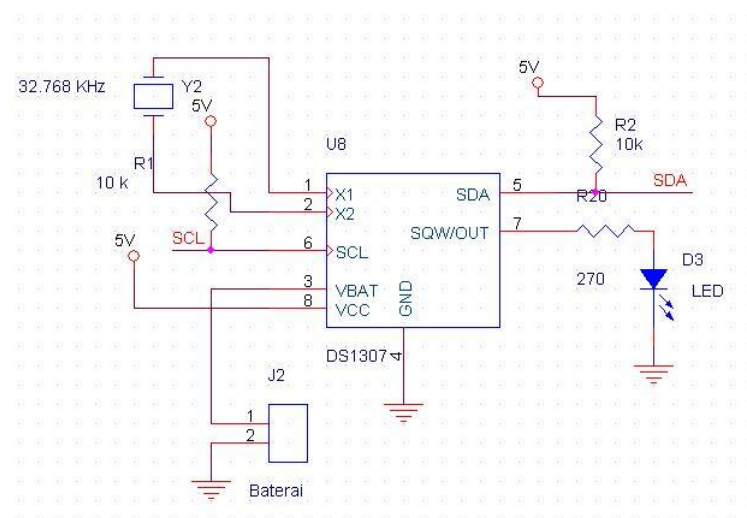 32.768 KHz
Y2
5V
5V
R1
10 k
U8
R2
10k
1
X1
SDA
5
SDA
2
X2
R20
SQW/OUT
7
5V
SCL
6
SCL
D3
270
LED
3
VBAT
8
VCC
GND
DS1307
4
J2
1
2
Baterai